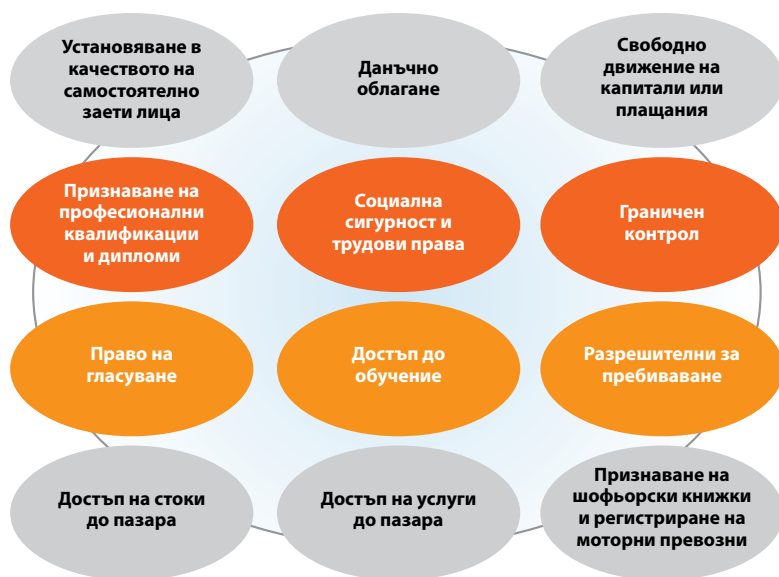 Установяване в
качеството на
самостоятелно
заети лица
Данъчно
облагане
Свободно
движение на
капитали или
плащания
Признаване на
професионални
квалификации
и дипломи
Социална
сигурност и
трудови права
Граничен
контрол
Право на
гласуване
Достъп до
обучение
Разрешителни за
пребиваване
Достъп на стоки
до пазара
Достъп на услуги
до пазара
Признаване на
шофьорски книжки
и регистриране на
моторни превозни